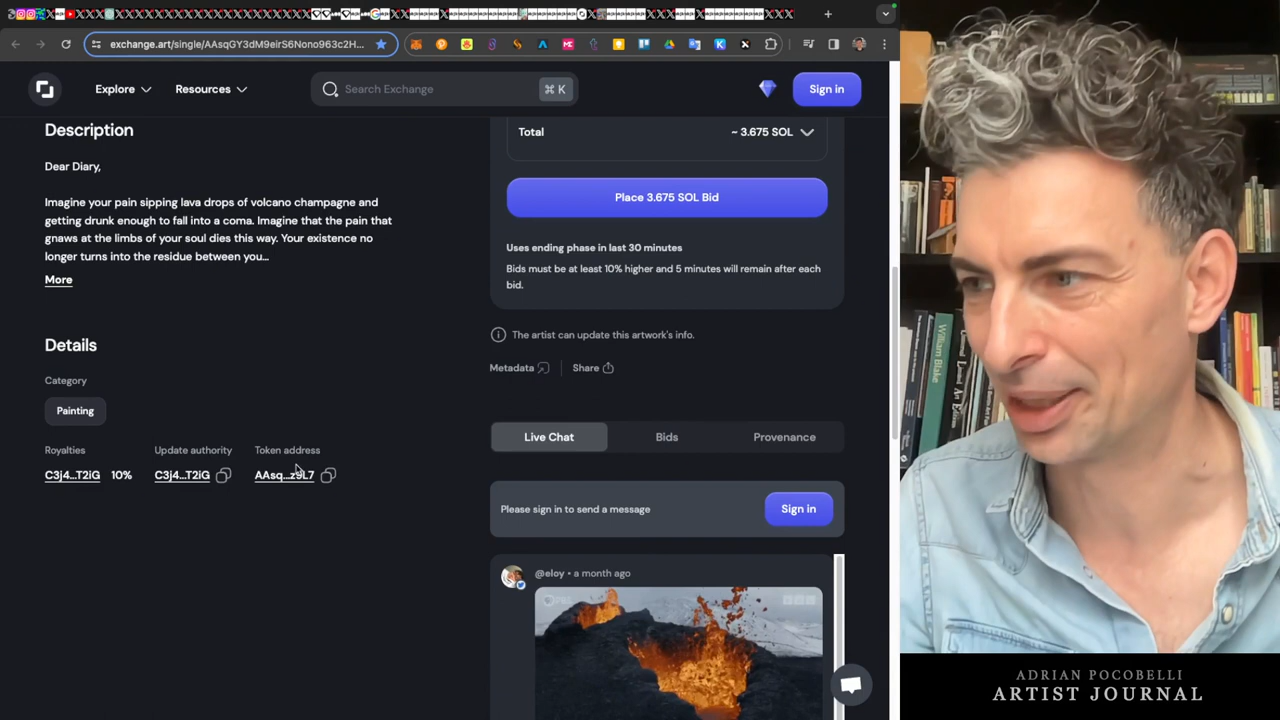 exchange.art/single/AAsqGY3dM9eirS6Nono963c2H...
Explore
Resources
Search Exchange
⌘ K
Sign in
Description
Dear Diary,
Imagine your pain sipping lava drops of volcano champagne and
getting drunk enough to fall into a coma. Imagine that the pain that
gnaws at the limbs of your soul dies this way. Your existence no
longer turns into the residue between you...
More
Details
Category
Painting
Royalties
C3j4...T2iG 10%
Update authority
C3j4...T2iG
Token address
AAsq...z9L7
Total
~ 3.675 SOL
Place 3.675 SOL Bid
Uses ending phase in last 30 minutes
Bids must be at least 10% higher and 5 minutes will remain after each
bid.
The artist can update this artwork's info.
Metadata
Share
Live Chat
Bids
Provenance
Please sign in to send a message
Sign in
@eloy • a month ago
William Blake
ADRIAN POCOBELLI
ARTIST JOURNAL